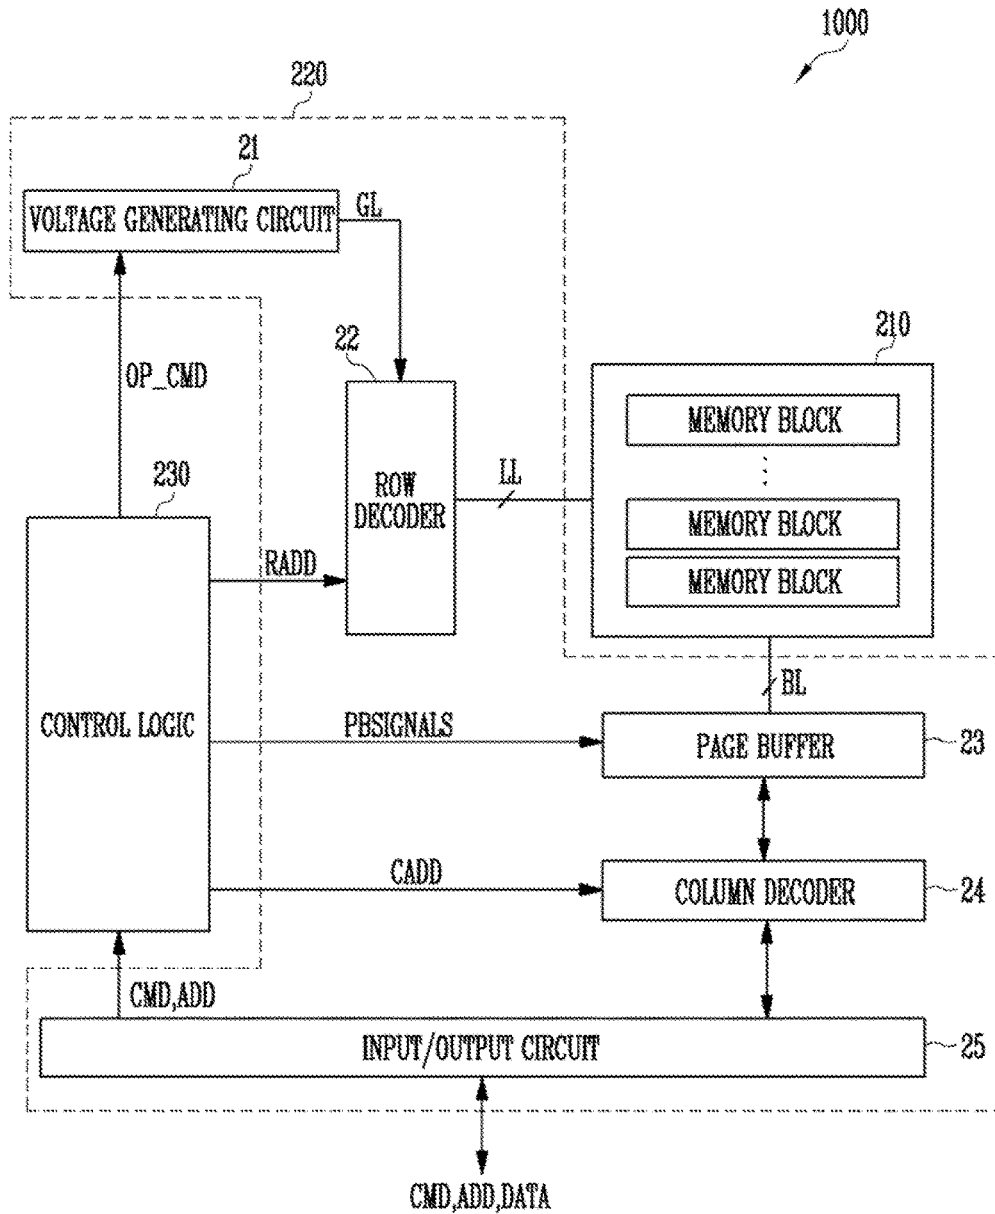 1000
220
21
VOLTAGE GENERATING CIRCUIT
GL
22
210
OP_CMD
MEMORY BLOCK
230
ROW
DECODER
LL
MEMORY BLOCK
RADD
MEMORY BLOCK
BL
CONTROL LOGIC
PBSIGNALS
PAGE BUFFER
23
CADD
COLUMN DECODER
24
CMD,ADD
INPUT/OUTPUT CIRCUIT
25
CMD,ADD,DATA